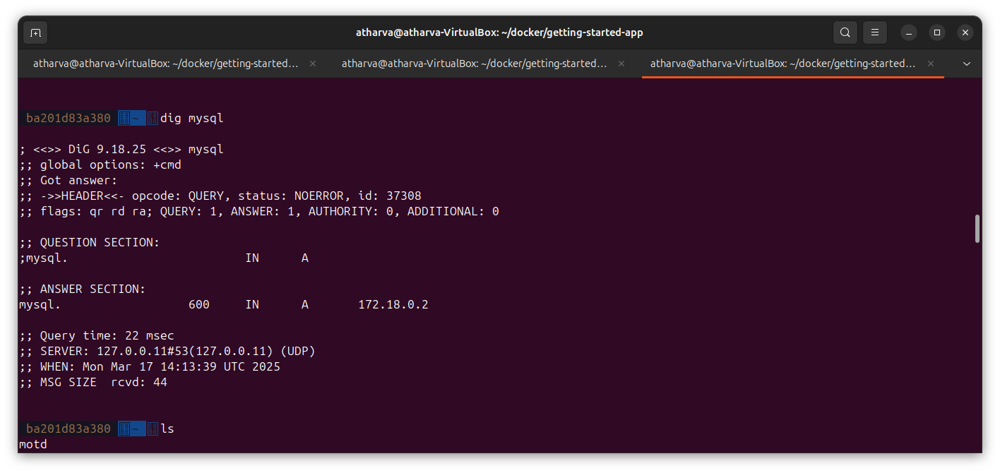 atharva@atharva-VirtualBox: ~/docker/getting-started-app
atharva@atharva-VirtualBox: ~/docker/getting-started... atharva@atharva-VirtualBox: ~/docker/getting-started... atharva@atharva-VirtualBox: ~/docker/getting-started...
ba201d83a380 ~ dig mysql
; <<>> DiG 9.18.25 <<>> mysql
;; global options: +cmd
;; Got answer:
;; ->>HEADER<<- opcode: QUERY, status: NOERROR, id: 37308
;; flags: qr rd ra; QUERY: 1, ANSWER: 1, AUTHORITY: 0, ADDITIONAL: 0
;; QUESTION SECTION:
;mysql. IN A
;; ANSWER SECTION:
mysql. 600 IN A 172.18.0.2
;; Query time: 22 msec
;; SERVER: 127.0.0.11#53(127.0.0.11) (UDP)
;; WHEN: Mon Mar 17 14:13:39 UTC 2025
;; MSG SIZE  rcvd: 44
ba201d83a380 ~ ls
motd